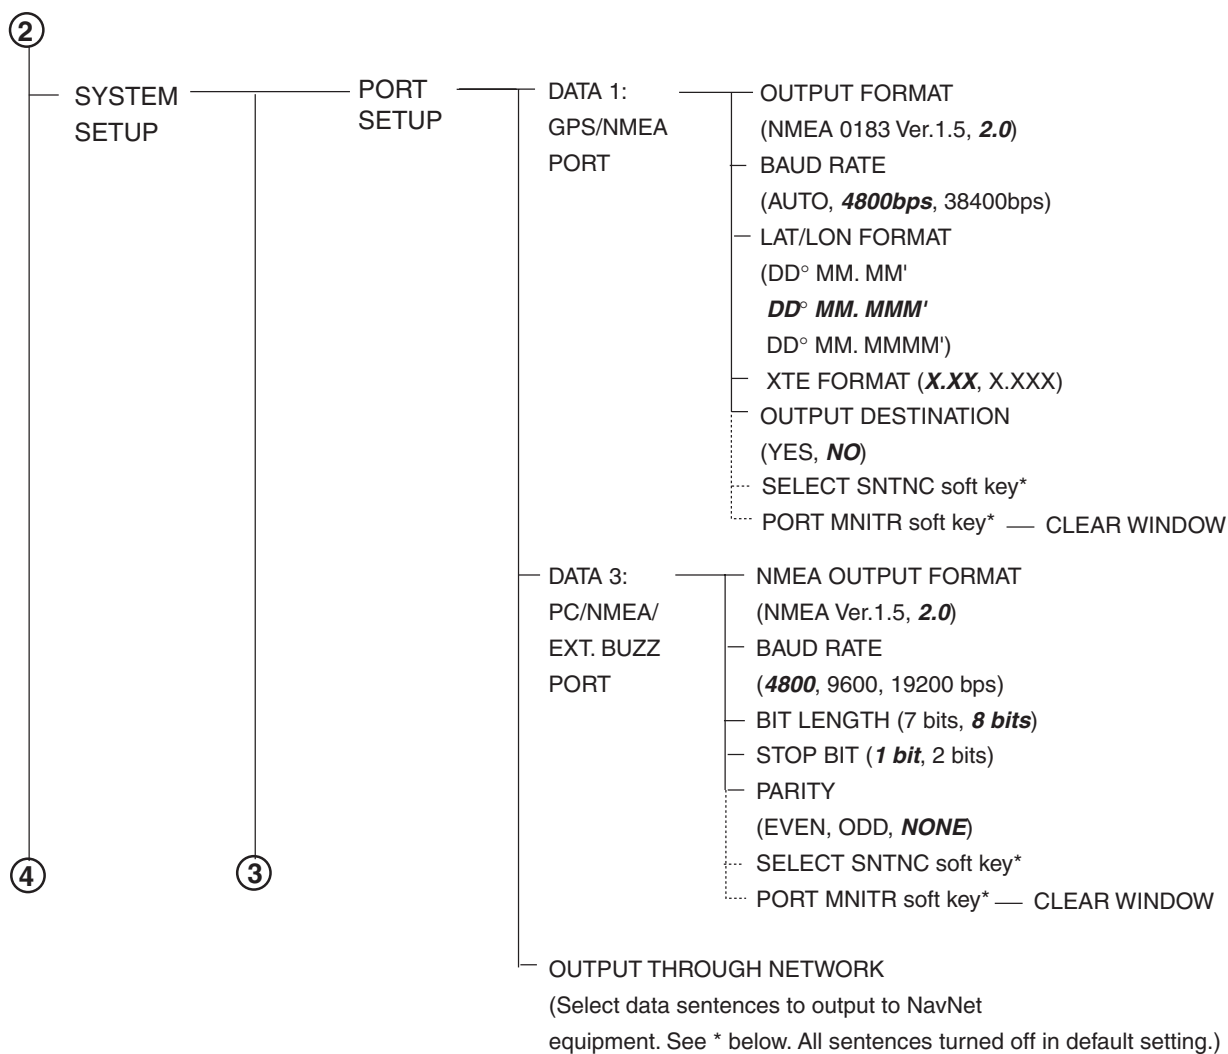 2
SYSTEM
SETUP
PORT
SETUP
DATA 1:
GPS/NMEA
PORT
OUTPUT FORMAT
(NMEA 0183 Ver.1.5, 2.0)
BAUD RATE
(AUTO, 4800bps, 38400bps)
LAT/LON FORMAT
(DD° MM. MM'
DD° MM. MMM'
DD° MM. MMMM')
XTE FORMAT (X.XX, X.XXX)
OUTPUT DESTINATION
(YES, NO)
SELECT SNTNC soft key*
PORT MNITR soft key* CLEAR WINDOW
DATA 3:
PC/NMEA/
EXT. BUZZ
PORT
NMEA OUTPUT FORMAT
(NMEA Ver.1.5, 2.0)
BAUD RATE
(4800, 9600, 19200 bps)
BIT LENGTH (7 bits, 8 bits)
STOP BIT (1 bit, 2 bits)
PARITY
(EVEN, ODD, NONE)
SELECT SNTNC soft key*
PORT MNITR soft key* CLEAR WINDOW
4
3
OUTPUT THROUGH NETWORK
(Select data sentences to output to NavNet
equipment. See * below. All sentences turned off in default setting.)